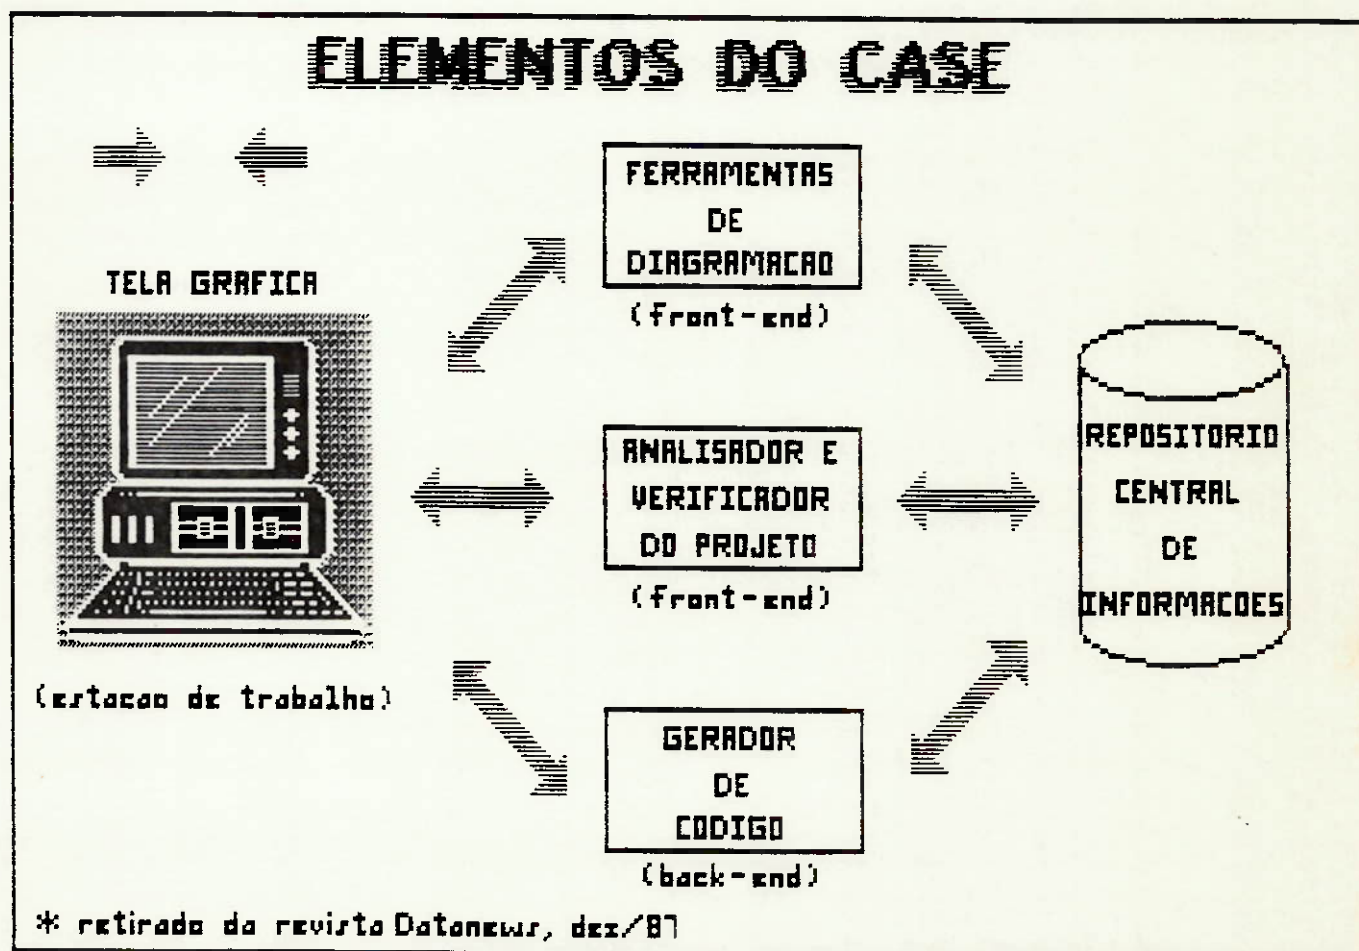 ELEMENTOS DO CASE
TELA GRAFICA
(estacao de trabalho)
FERRAMENTAS
DE
DIAGRAMACAO
(front-end)
ANALISADOR E
VERIFICADOR
DO PROJETO
(front-end)
GERADOR
DE
CODIGO
(back-end)
REPOSITORIO
CENTRAL
DE
INFORMACOES
* retirado da revista Datanews, dez/87